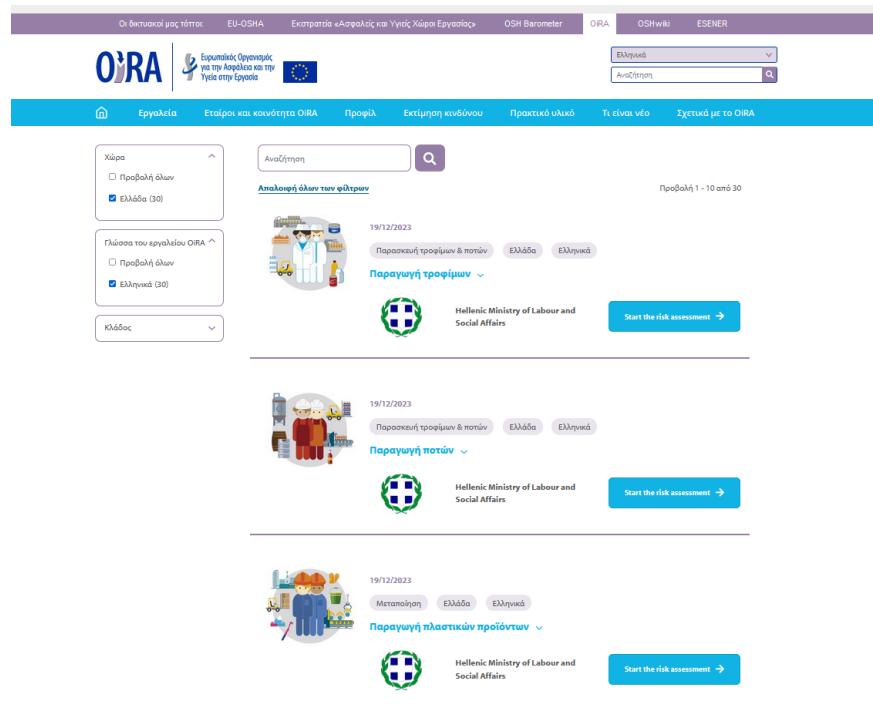 Οι δικτυακοί μας τόποι: EU-OSHA Εκστρατεία «Ασφαλείς και Υγιείς Χώροι Εργασίας» OSH Barometer OiRA OSHwiki ESENER
OiRA
Ευρωπαϊκός Οργανισμός
για την Ασφάλεια και την
Υγεία στην Εργασία
Ελληνικά
Αναζήτηση
Εργαλεία Εταίροι και κοινότητα OiRA Προφίλ Εκτίμηση κινδύνου Πρακτικό υλικό Τι είναι νέο Σχετικά με το OiRA
Χώρα
Προβολή όλων
Ελλάδα (30)
Γλώσσα του εργαλείου OiRA
Προβολή όλων
Ελληνικά (30)
Κλάδος
Αναζήτηση
Απαλοιφή όλων των φίλτρων
Προβολή 1 - 10 από 30
19/12/2023
Παρασκευή τροφίμων & ποτών Ελλάδα Ελληνικά
Παραγωγή τροφίμων
Hellenic Ministry of Labour and
Social Affairs
Start the risk assessment
19/12/2023
Παρασκευή τροφίμων & ποτών Ελλάδα Ελληνικά
Παραγωγή ποτών
Hellenic Ministry of Labour and
Social Affairs
Start the risk assessment
19/12/2023
Μεταποίηση Ελλάδα Ελληνικά
Παραγωγή πλαστικών προϊόντων
Hellenic Ministry of Labour and
Social Affairs
Start the risk assessment